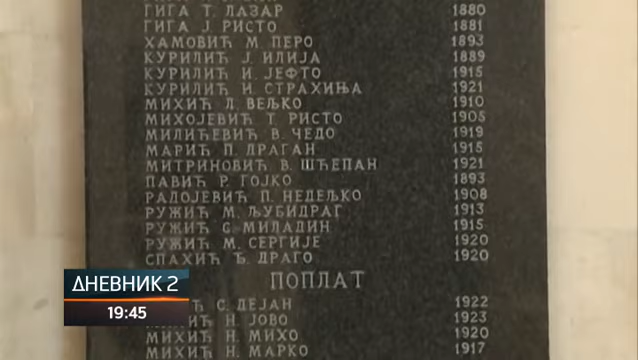 ГИГА Т. ЛАЗАР 1880
ГИГА Ј. РИСТО 1881
ХАМОВИЋ М. ПЕРО 1893
КУРИЛИЋ Ј. ИЛИЈА 1889
КУРИЛИЋ И. ЈЕФТО 1915
КУРИЛИЋ И. СТРАХИЊА 1921
МИХИЋ Л. ВЕЉКО 1910
МИХОЈЕВИЋ Т. РИСТО 1905
МИЛИЋЕВИЋ В. ЧЕДО 1919
МАРИЋ П. ДРАГАН 1915
МИТРИНОВИЋ В. ШЋЕПАН 1921
ПАВИЋ Р. ГОЈКО 1893
РАДОЈЕВИЋ П. НЕДЕЉКО 1908
РУЖИЋ М. ЉУБИДРАГ 1913
РУЖИЋ С. МИЛАДИН 1915
РУЖИЋ М. СЕРГИЈЕ 1920
СПАХИЋ Ђ. ДРАГО 1920
ПОПЛАТ
С. ДЕЈАН 1922
Н. ЈОВО 1923
МИХИЋ Н. МИХО 1920
МИХИЋ Н. МАРКО 1917
ДНЕВНИК 2
19:45